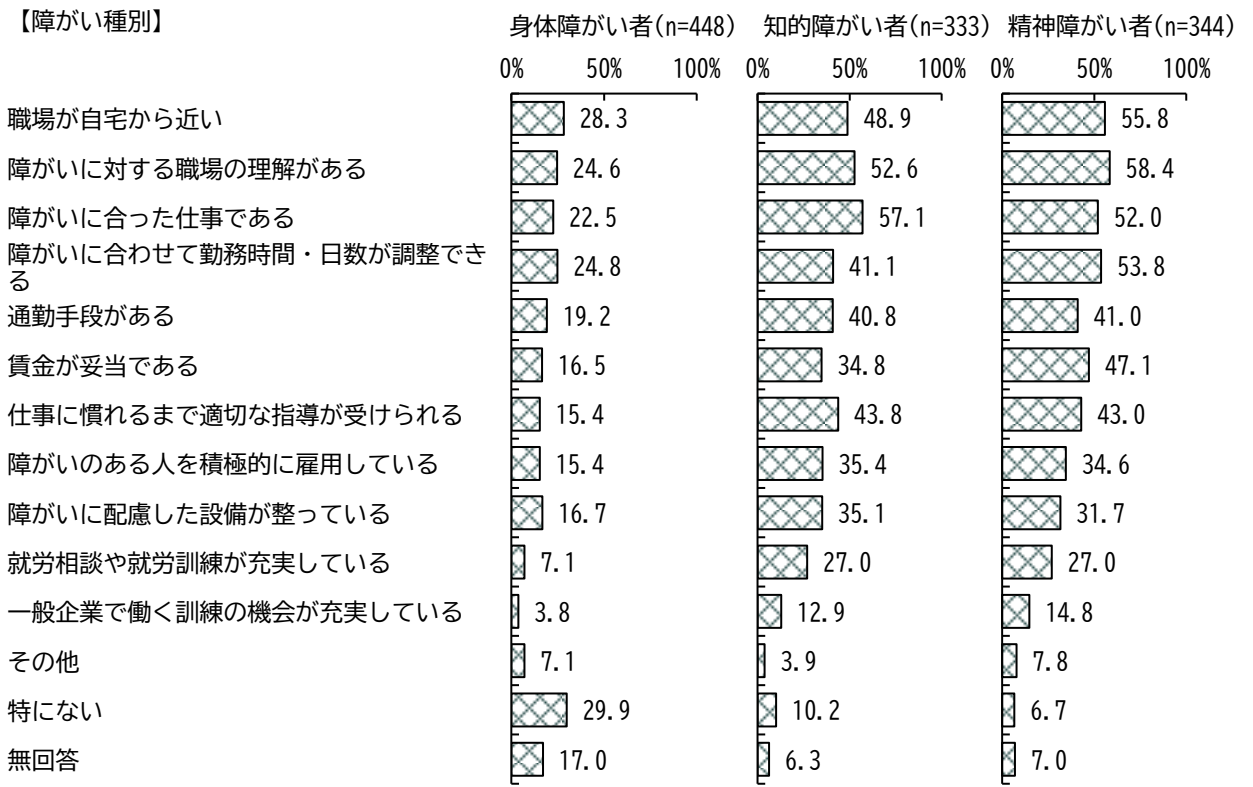 【障がい種別】
身体障がい者(n=448) 知的障がい者(n=333) 精神障がい者(n=344)
0% 50% 100% 0% 50% 100% 0% 50% 100%
職場が自宅から近い 28.3 48.9 55.8
障がいに対する職場の理解がある 24.6 52.6 58.4
障がいに合った仕事である 22.5 57.1 52.0
障がいに合わせて勤務時間・日数が調整でき
る 24.8 41.1 53.8
通勤手段がある 19.2 40.8 41.0
賃金が妥当である 16.5 34.8 47.1
仕事に慣れるまで適切な指導が受けられる 15.4 43.8 43.0
障がいのある人を積極的に雇用している 15.4 35.4 34.6
障がいに配慮した設備が整っている 16.7 35.1 31.7
就労相談や就労訓練が充実している 7.1 27.0 27.0
一般企業で働く訓練の機会が充実している 3.8 12.9 14.8
その他 7.1 3.9 7.8
特にない 29.9 10.2 6.7
無回答 17.0 6.3 7.0